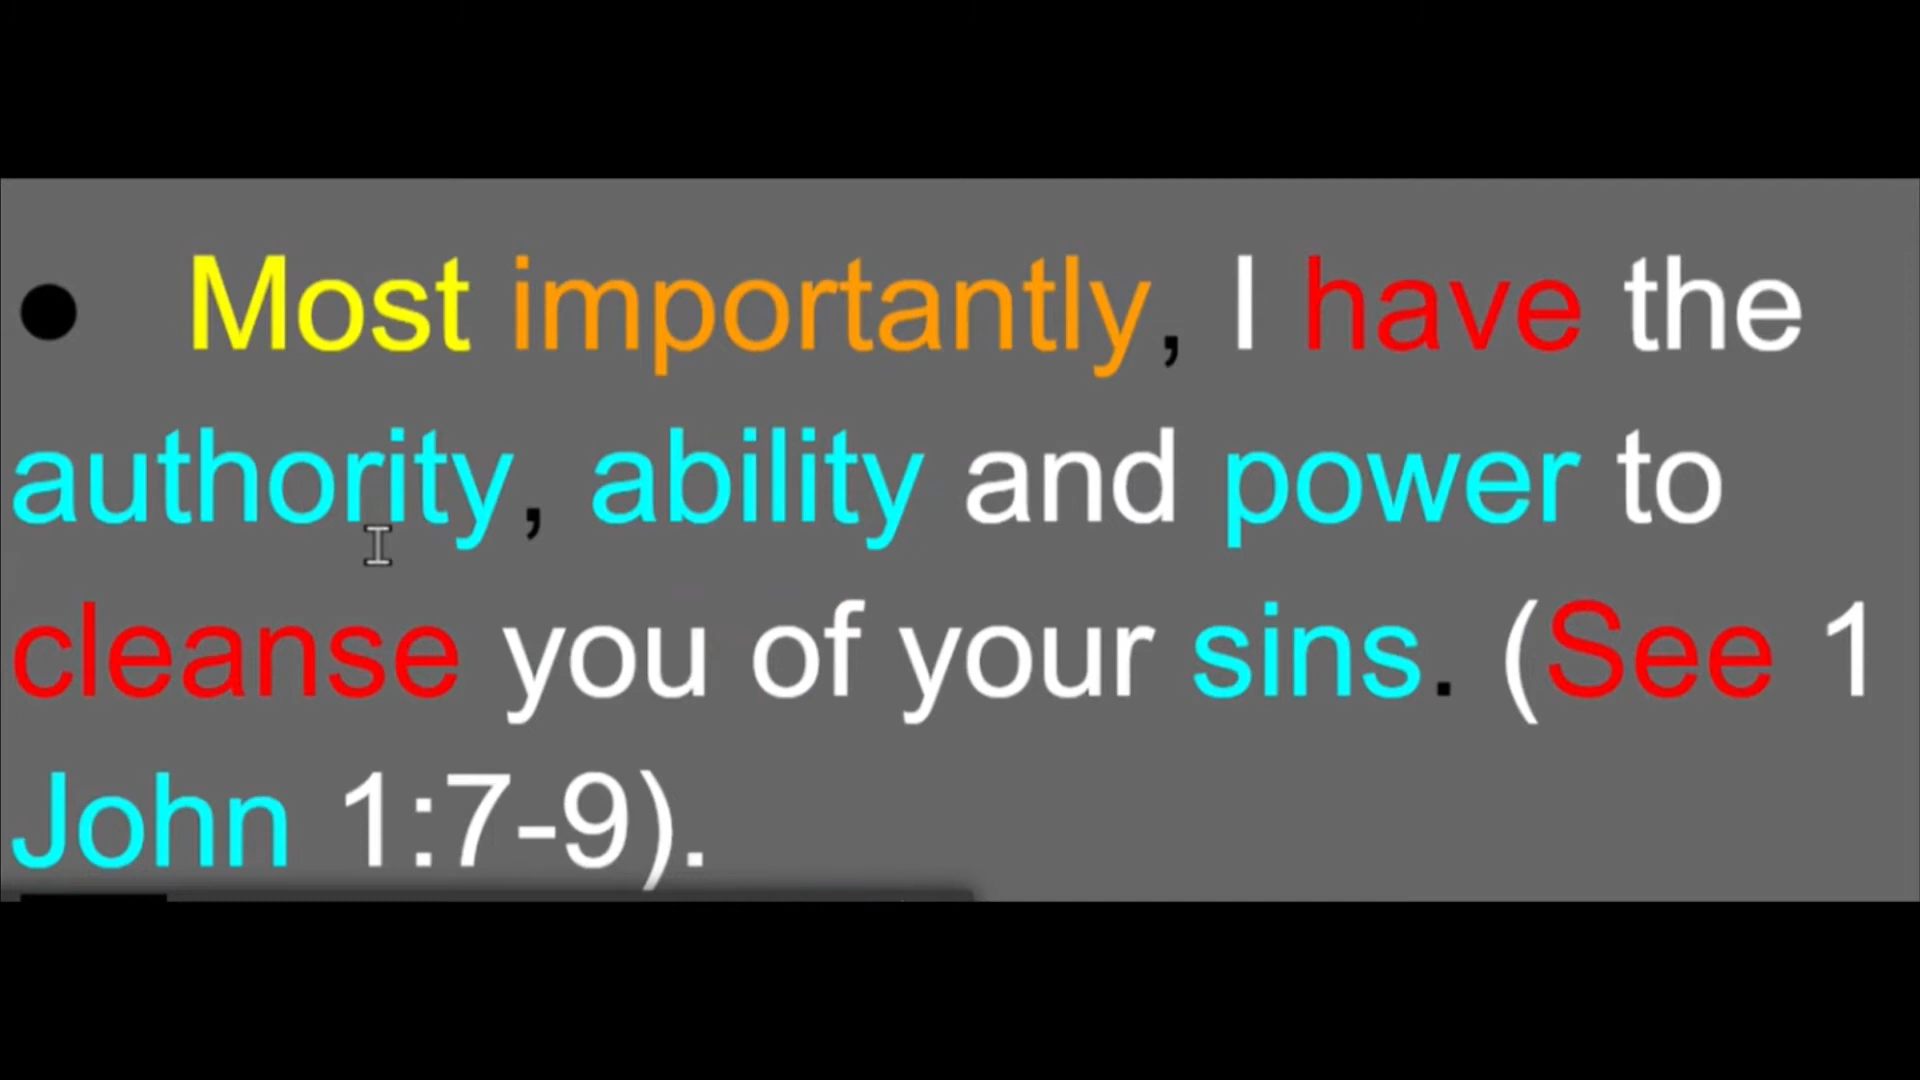 ● Most importantly, I have the
authority, ability and power to
cleanse you of your sins. (See 1
John 1:7-9).